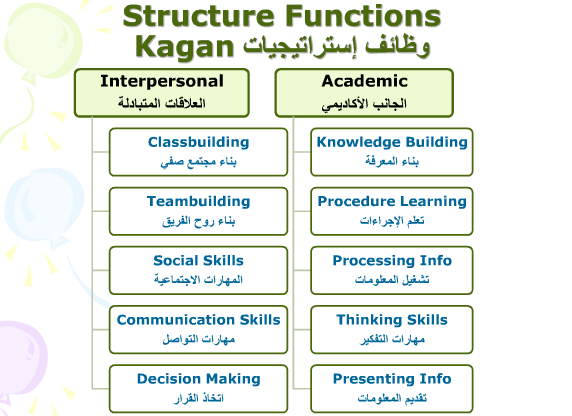 Structure Functions
وظائف إستراتيجيات Kagan
Interpersonal
العلاقات المتبادلة
Classbuilding
بناء مجتمع صفي
Teambuilding
بناء روح الفريق
Social Skills
المهارات الاجتماعية
Communication Skills
مهارات التواصل
Decision Making
اتخاذ القرار
Academic
الجانب الأكاديمي
Knowledge Building
بناء المعرفة
Procedure Learning
تعلم الإجراءات
Processing Info
تشغيل المعلومات
Thinking Skills
مهارات التفكير
Presenting Info
تقديم المعلومات